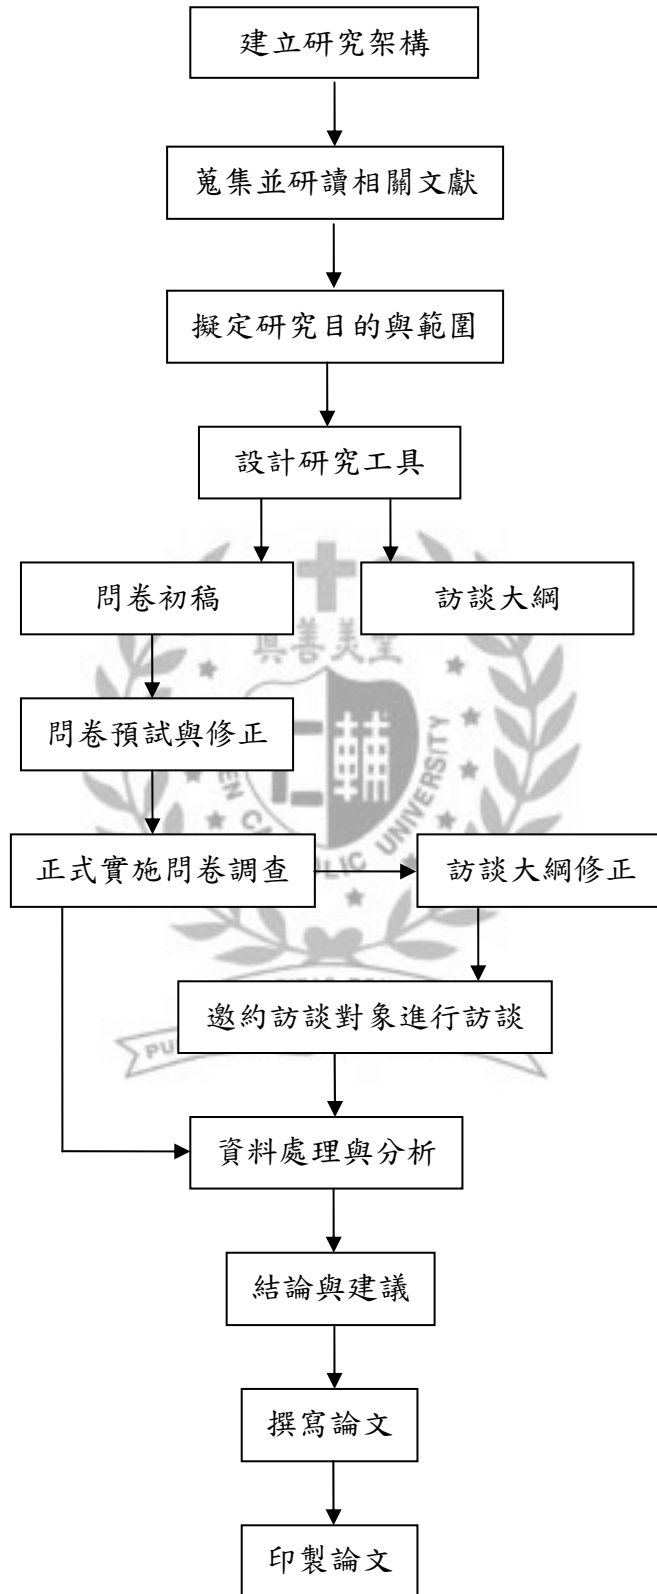 建立研究架構
蒐集並研讀相關文獻
擬定研究目的與範圍
設計研究工具
問卷初稿
訪談大綱
真善美聖
問卷預試與修正
正式實施問卷調查
訪談大綱修正
邀約訪談對象進行訪談
資料處理與分析
結論與建議
撰寫論文
印製論文